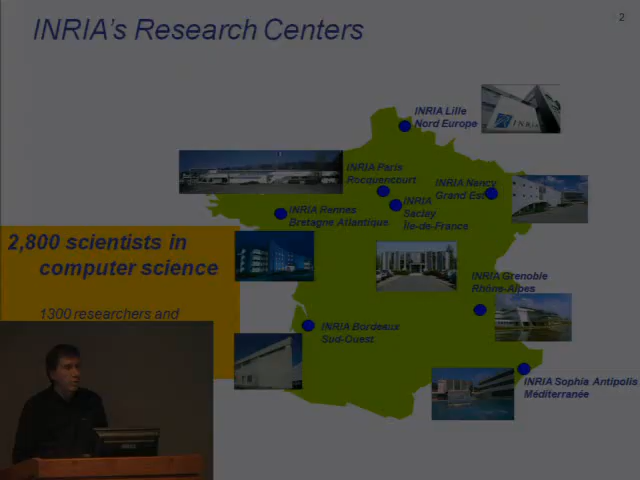 INRIA's Research Centers
2
INRIA Lille
Nord Europe
INRIA Paris
Rocquencourt
INRIA Nancy
Grand Est
INRIA
Saclay
Île-de-France
INRIA Rennes
Bretagne Atlantique
2,800 scientists in
computer science
INRIA Grenoble
Rhône-Alpes
1300 researchers and
INRIA Bordeaux
Sud-Ouest
INRIA Sophia Antipolis
Méditerranée